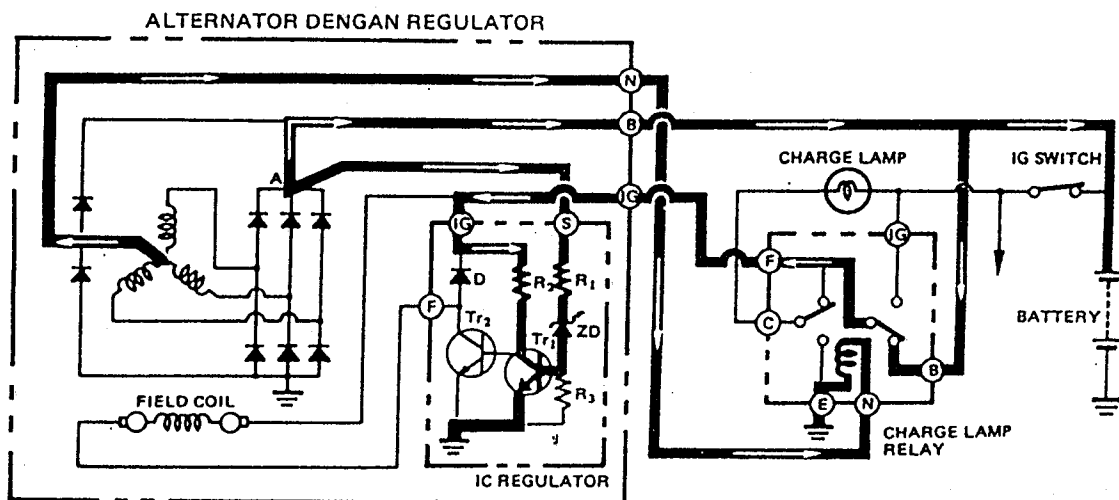 ALTERNATOR DENGAN REGULATOR
N
B
A
CHARGE LAMP
IG SWITCH
IG
IG
S
IG
D
R2
R1
F
F
C
Tr2
Tr1
ZD
BATTERY
R3
B
FIELD COIL
E
N
CHARGE LAMP
RELAY
IC REGULATOR